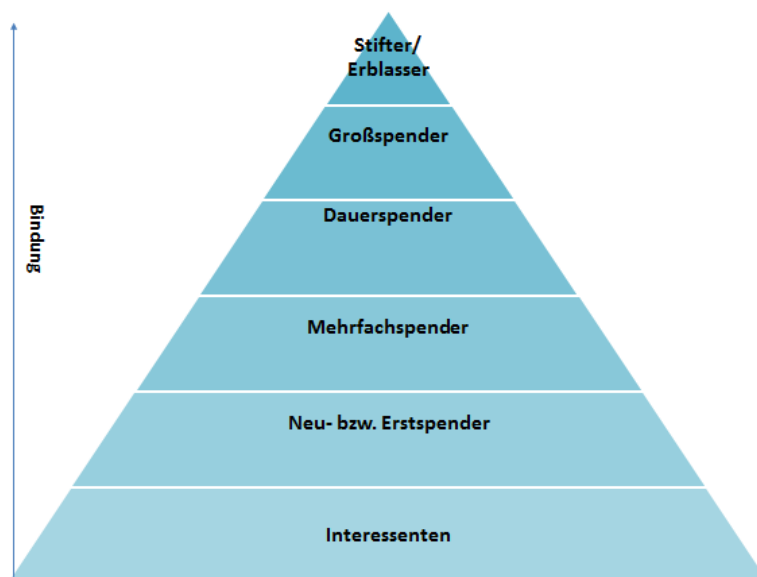 Stifter/
Erblasser
Großspender
Dauerspender
Bindung
Mehrfachspender
Neu- bzw. Erstspender
Interessenten